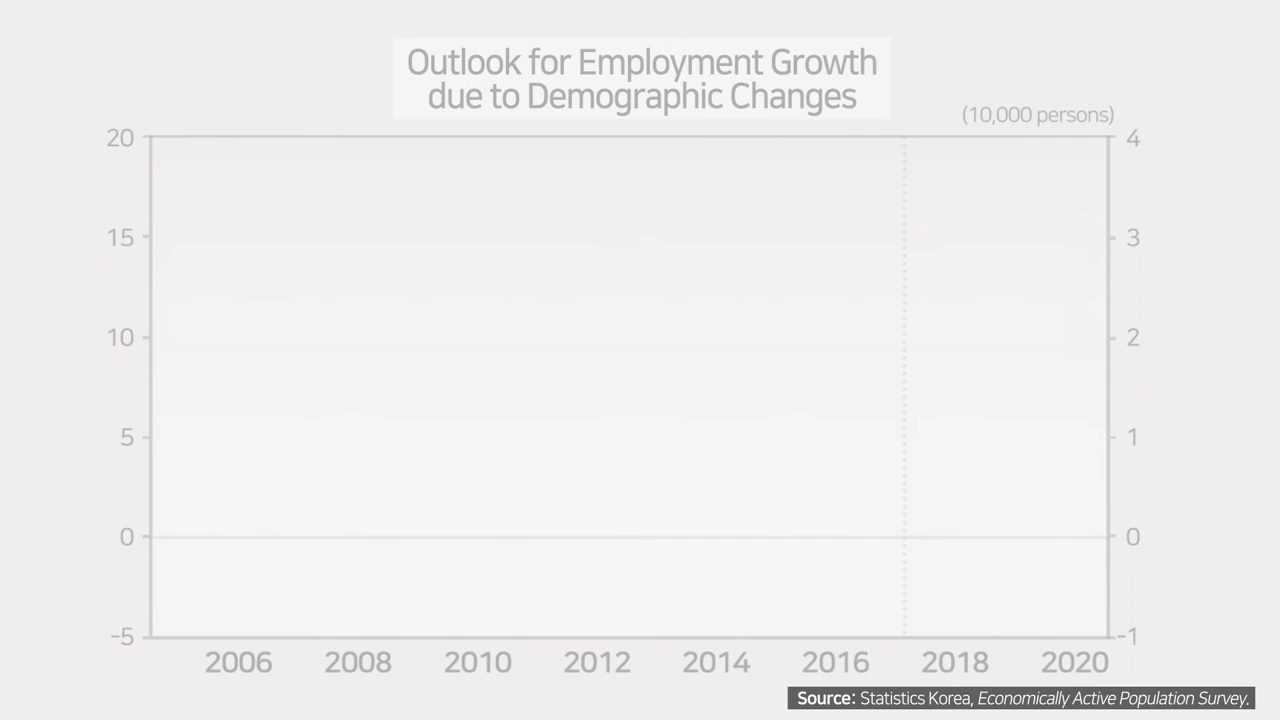 Outlook for Employment Growth
due to Demographic Changes
(10,000 persons)
20
15
10
5
0
-5
4
3
2
1
0
-1
2006 2008 2010 2012 2014 2016 2018 2020
Source: Statistics Korea, Economically Active Population Survey.